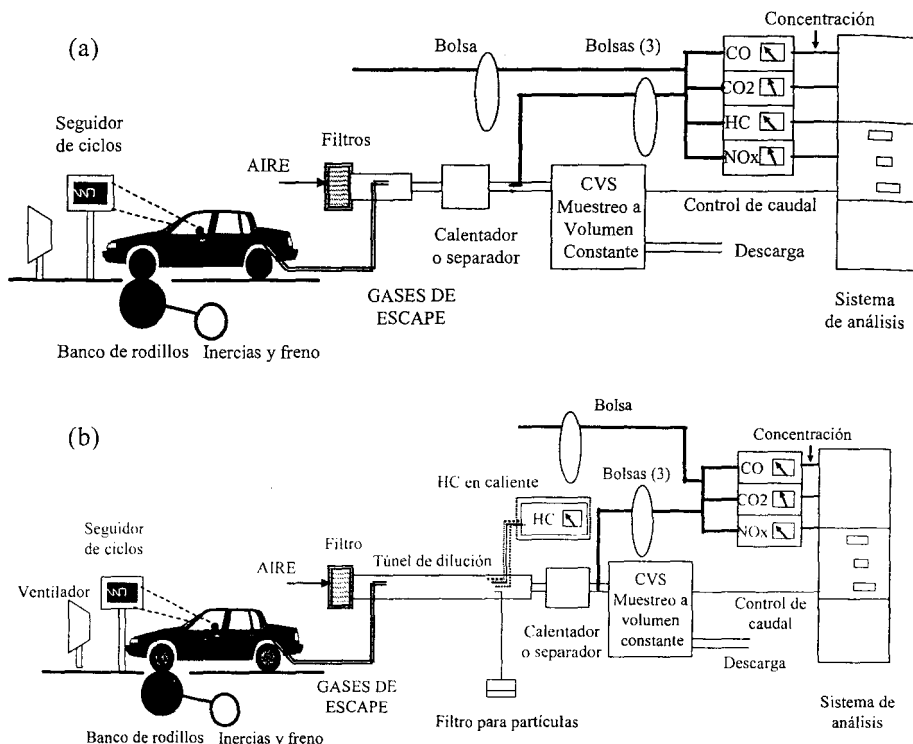 (a)
Concentración
Bolsa
Bolsas (3)
CO
CO2
HC
NOx
Seguidor
de ciclos
Filtros
AIRE
CVS
Muestreo a
Volumen
Constante
Control de caudal
Calentador
o separador
Descarga
GASES DE
ESCAPE
Sistema
de análisis
Banco de rodillos
Inercias y freno
(b)
Bolsa
Concentración
HC en caliente
Bolsas (3)
CO
CO2
NOx
HC
Seguidor
de ciclos
Filtro
Túnel de dilución
AIRE
Ventilador
CVS
Muestreo a
volumen
constante
Control de
caudal
Calentador
o separador
Descarga
GASES DE
ESCAPE
Sistema de
análisis
Filtro para partículas
Banco de rodillos
Inercias y freno